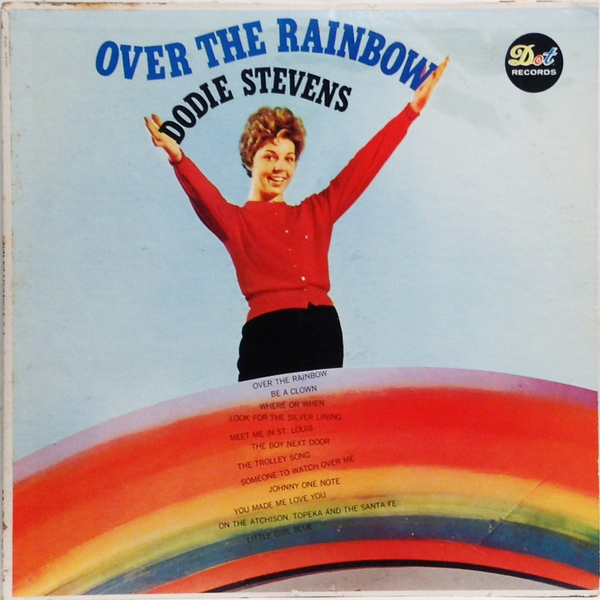 OVER THE RAINBOW
DODIE STEVENS
Dot
RECORDS
OVER THE RAINBOW
BE A CLOWN
WHERE OR WHEN
LOOK FOR THE SILVER LINING
MEET ME IN ST. LOUIS
THE BOY NEXT DOOR
THE TROLLEY SONG
SOMEONE TO WATCH OVER ME
JOHNNY ONE NOTE
YOU MADE ME LOVE YOU
ON THE ATCHISON, TOPEKA AND THE SANTA FE
LITTLE GIRL BLUE